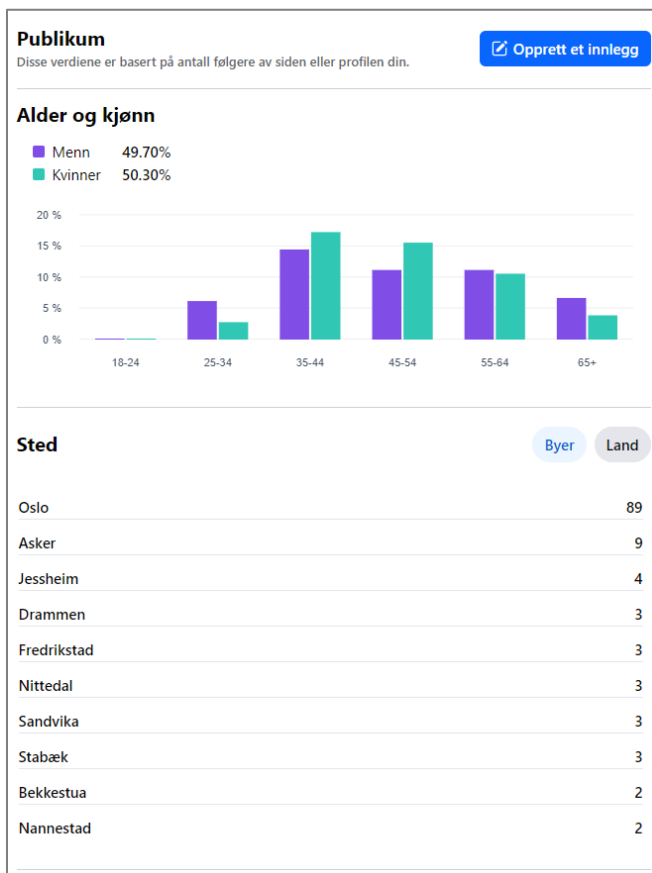 Publikum
Opprett et innlegg
Disse verdiene er basert på antall følgere av siden eller profilen din.
Alder og kjønn
Menn 49.70%
Kvinner 50.30%
20 %
15 %
10 %
5 %
0 %
18-24 25-34 35-44 45-54 55-64 65+
Sted Byer Land
Oslo 89
Asker 9
Jessheim 4
Drammen 3
Fredrikstad 3
Nittedal 3
Sandvika 3
Stabæk 3
Bekkestua 2
Nannestad 2